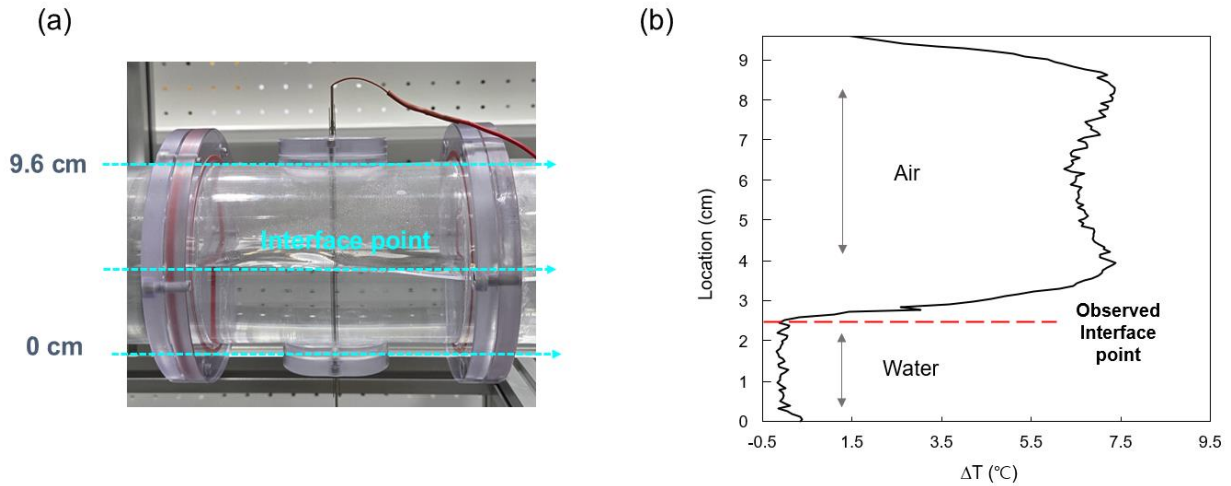 (a)
9.6 cm
Interface point
0 cm
(b)
Location (cm)
9
8
7
6
5
4
3
2
1
0
Air
Observed
Interface
point
Water
-0.5 1.5 3.5 5.5 7.5 9.5
ΔT (℃)